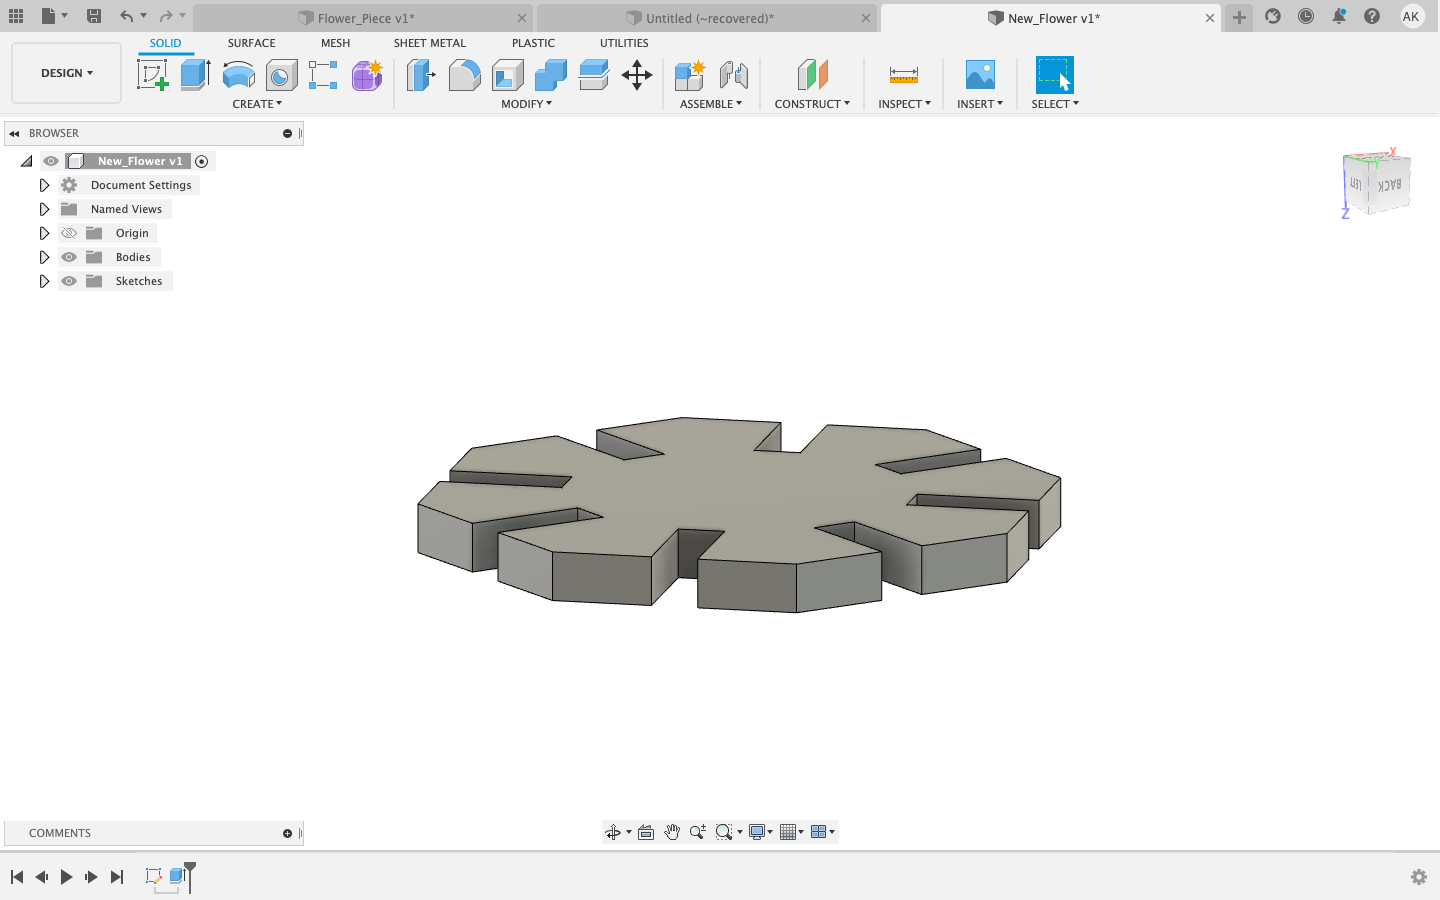 Flower_Piece v1*
Untitled (~recovered)*
New_Flower v1*
AK
DESIGN
SOLID
SURFACE
MESH
SHEET METAL
PLASTIC
UTILITIES
CREATE
MODIFY
ASSEMBLE
CONSTRUCT
INSPECT
INSERT
SELECT
BROWSER
New_Flower v1
Document Settings
Named Views
Origin
Bodies
Sketches
X
Y
Z
LEFT
BACK
COMMENTS